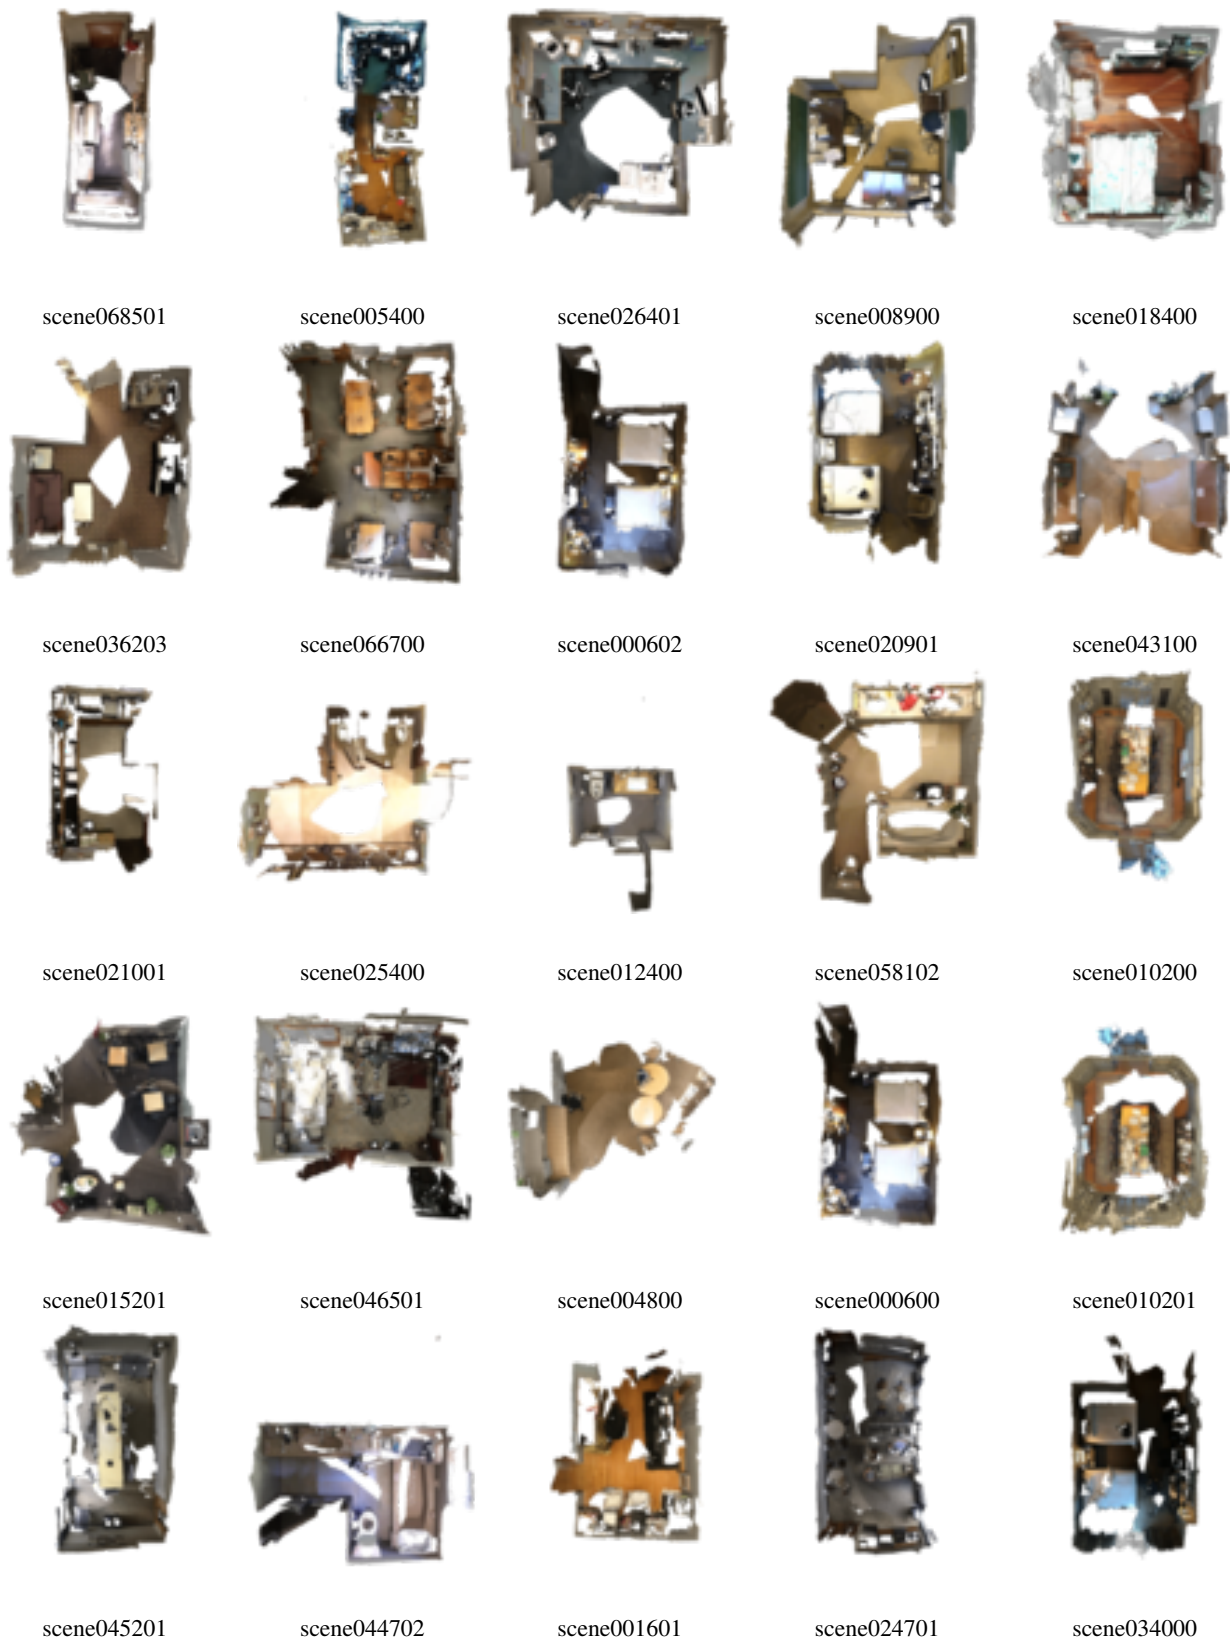 scene068501 scene005400 scene026401 scene008900 scene018400
scene036203 scene066700 scene000602 scene020901 scene043100
scene021001 scene025400 scene012400 scene058102 scene010200
scene015201 scene046501 scene004800 scene000600 scene010201
scene045201 scene044702 scene001601 scene024701 scene034000